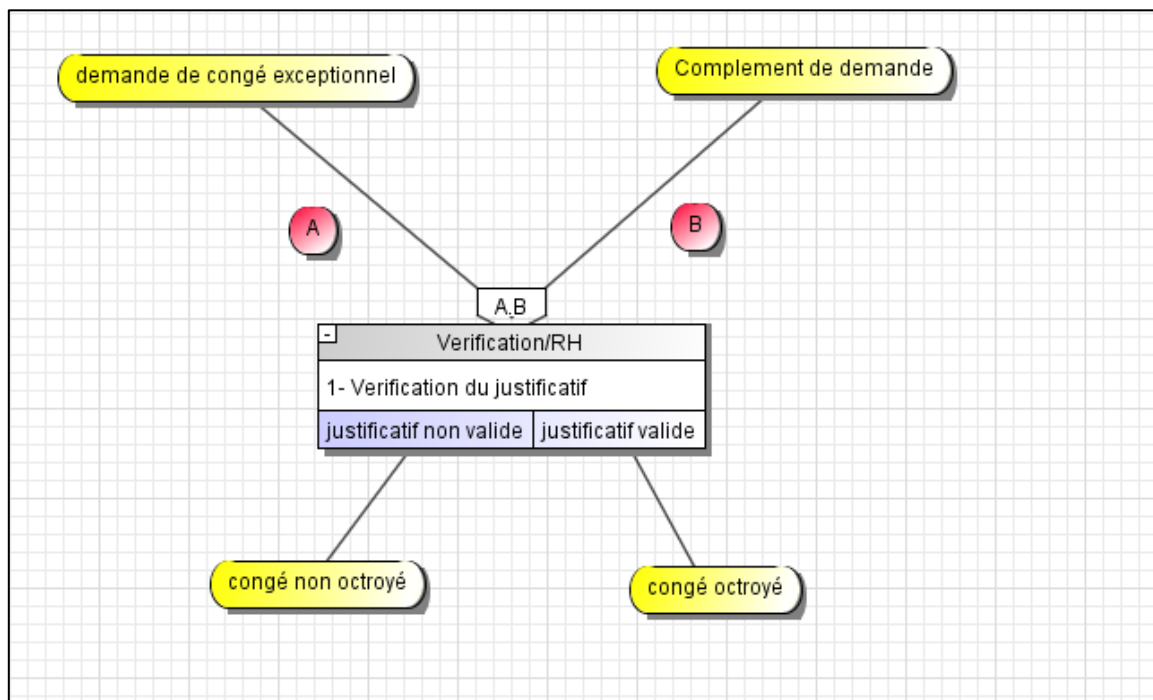 demande de congé exceptionnel
Complement de demande
A
B
A.B
-
Verification/RH
1- Verification du justificatif
justificatif non valide
justificatif valide
congé non octroyé
congé octroyé